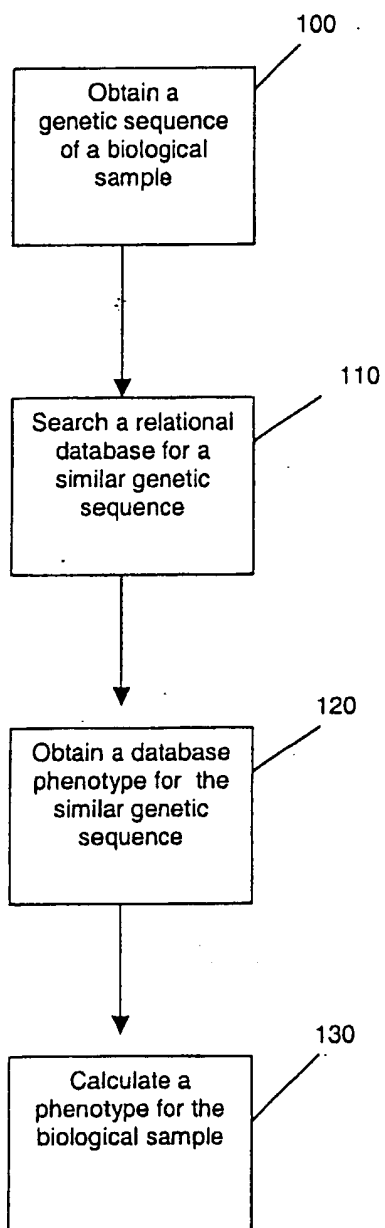 100
Obtain a
genetic sequence
of a biological
sample
110
Search a relational
database for a
similar genetic
sequence
120
Obtain a database
phenotype for the
similar genetic
sequence
130
Calculate a
phenotype for the
biological sample